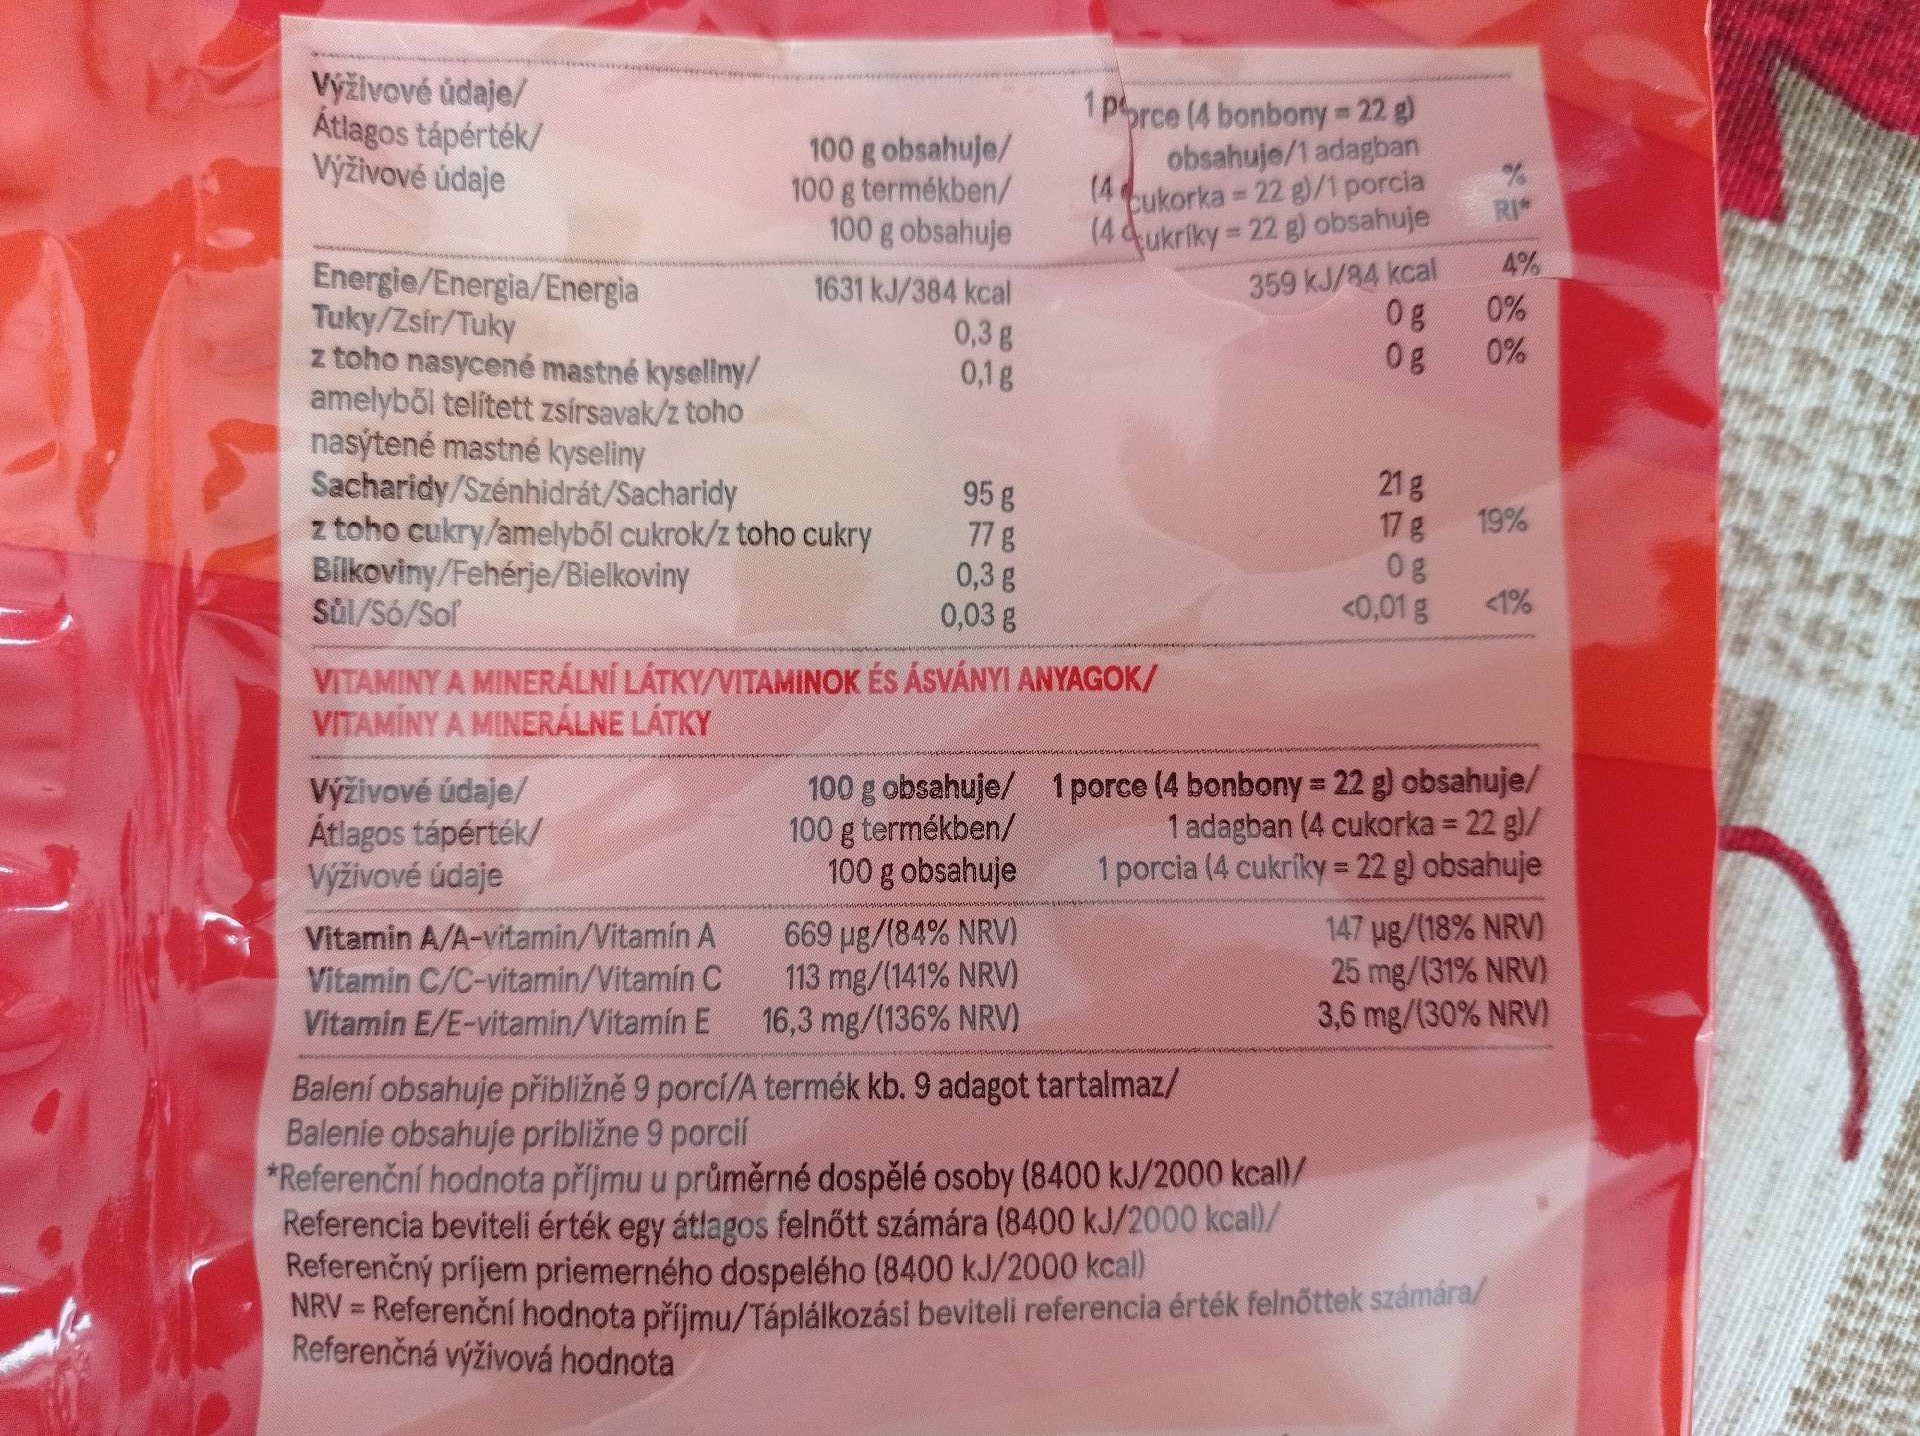 Výživové údaje/
Átlagos tápérték/
Výživové údaje
100 g obsahuje/
100 g termékben/
100 g obsahuje
1 porce (4 bonbony = 22 g)
obsahuje/1 adagban
(4 cukorka = 22 g)/1 porcia
(4 cukríky = 22 g) obsahuje
%
RI*
Energie/Energia/Energia 1631 kJ/384 kcal 359 kJ/84 kcal 4%
Tuky/Zsír/Tuky 0,3 g 0 g 0%
z toho nasycené mastné kyseliny/ 0,1 g 0 g 0%
amelyből telített zsírsavak/z toho
nasýtené mastné kyseliny
Sacharidy/Szénhidrát/Sacharidy 95 g 21 g
z toho cukry/amelyből cukrok/z toho cukry 77 g 17 g 19%
Bílkoviny/Fehérje/Bielkoviny 0,3 g 0 g
Sůl/Só/Soľ 0,03 g <0,01 g <1%
VITAMINY A MINERÁLNÍ LÁTKY/VITAMINOK ÉS ÁSVÁNYI ANYAGOK/
VITAMÍNY A MINERÁLNE LÁTKY
Výživové údaje/ 100 g obsahuje/ 1 porce (4 bonbony = 22 g) obsahuje/
Átlagos tápérték/ 100 g termékben/ 1 adagban (4 cukorka = 22 g)/
Výživové údaje 100 g obsahuje 1 porcia (4 cukríky = 22 g) obsahuje
Vitamin A/A-vitamin/Vitamín A 669 µg/(84% NRV) 147 µg/(18% NRV)
Vitamin C/C-vitamin/Vitamín C 113 mg/(141% NRV) 25 mg/(31% NRV)
Vitamin E/E-vitamin/Vitamín E 16,3 mg/(136% NRV) 3,6 mg/(30% NRV)
Balení obsahuje přibližně 9 porcí/A termék kb. 9 adagot tartalmaz/
Balenie obsahuje približne 9 porcií
*Referenční hodnota příjmu u průměrné dospělé osoby (8400 kJ/2000 kcal)/
Referencia beviteli érték egy átlagos felnőtt számára (8400 kJ/2000 kcal)/
Referenčný príjem priemerného dospelého (8400 kJ/2000 kcal)
NRV = Referenční hodnota příjmu/Táplálkozási beviteli referencia érték felnőttek számára/
Referenčná výživová hodnota